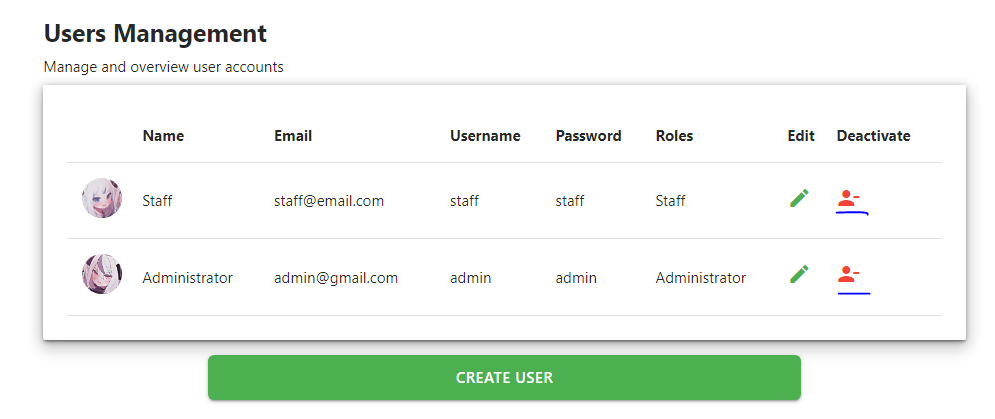 Users Management
Manage and overview user accounts
Name Email Username Password Roles Edit Deactivate
Staff staff@email.com staff staff Staff
Administrator admin@gmail.com admin admin Administrator
CREATE USER